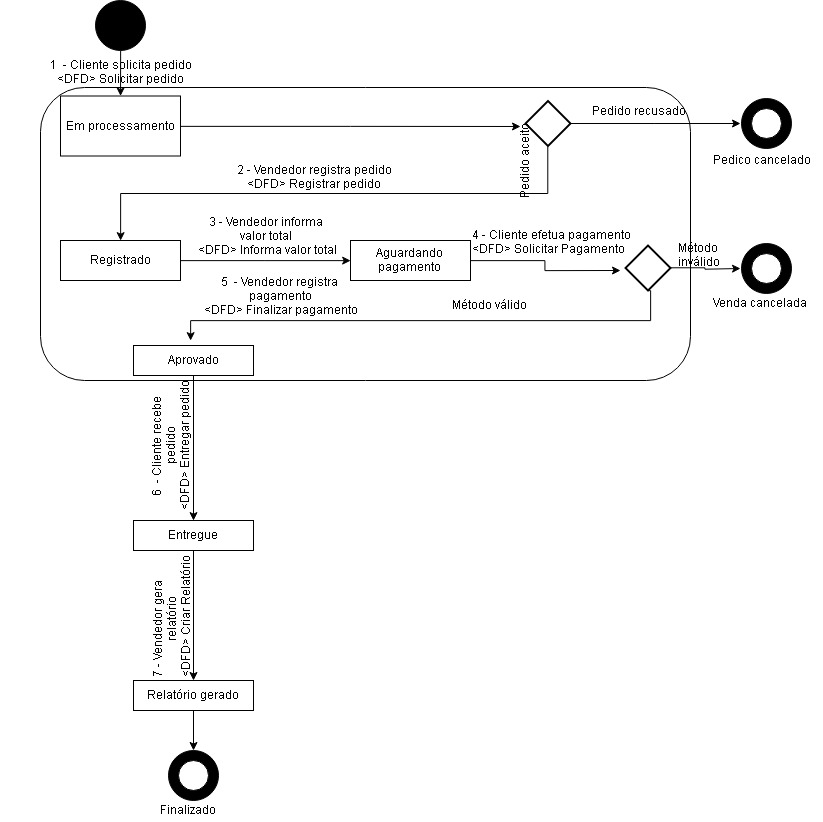 1 - Cliente solicita pedido
<DFD> Solicitar pedido
Em processamento
Pedido aceito
Pedido recusado
Pedico cancelado
2 - Vendedor registra pedido
<DFD> Registrar pedido
Registrado
3 - Vendedor informa
valor total
<DFD> Informa valor total
Aguardando
pagamento
4 - Cliente efetua pagamento
<DFD> Solicitar Pagamento
Método
inválido
Venda cancelada
5 - Vendedor registra
pagamento
<DFD> Finalizar pagamento
Método válido
Aprovado
6 - Cliente recebe
pedido
<DFD> Entregar pedido
Entregue
7 - Vendedor gera
relatório
<DFD> Criar Relatório
Relatório gerado
Finalizado